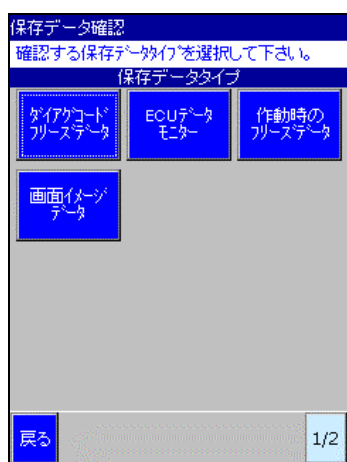 保存データ確認
確認する保存ﾃﾞｰﾀﾀｲﾌﾟを選択して下さい。
保存データタイプ
ﾀﾞｲｱｸﾞｺｰﾄﾞ
ﾌﾘｰｽﾞﾃﾞｰﾀ
ECUﾃﾞｰﾀ
ﾓﾆﾀｰ
作動時の
ﾌﾘｰｽﾞﾃﾞｰﾀ
画面ｲﾒｰｼﾞ
ﾃﾞｰﾀ
戻る
1/2